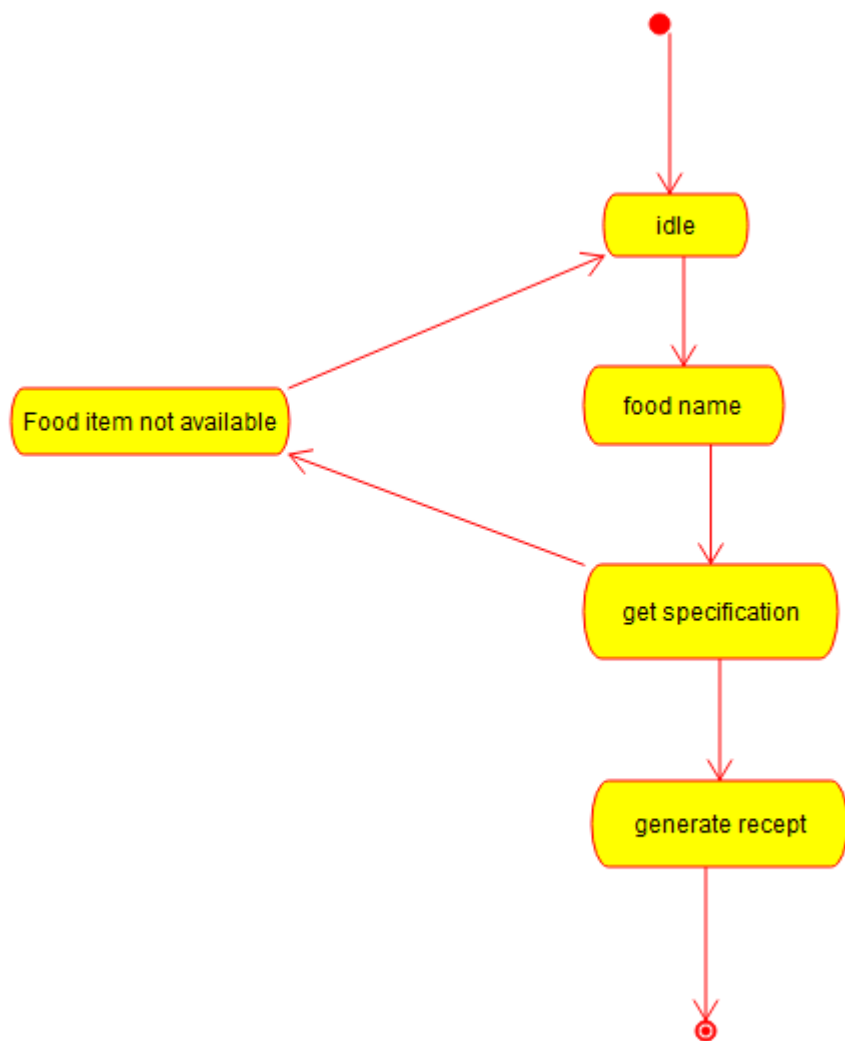 idle
food name
Food item not available
get specification
generate recept